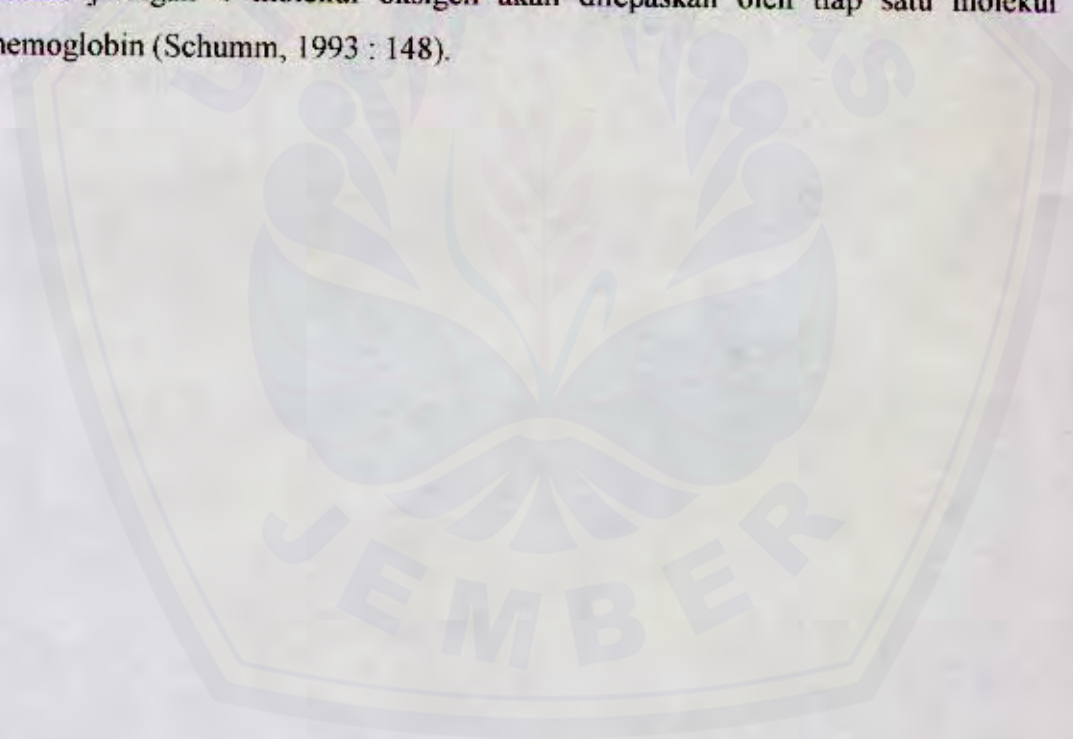 jaringan 4 molekul oksigen akan dilepaskan oleh tiap satu molekul
hemoglobin (Schumm, 1993 : 148).
JEMBER